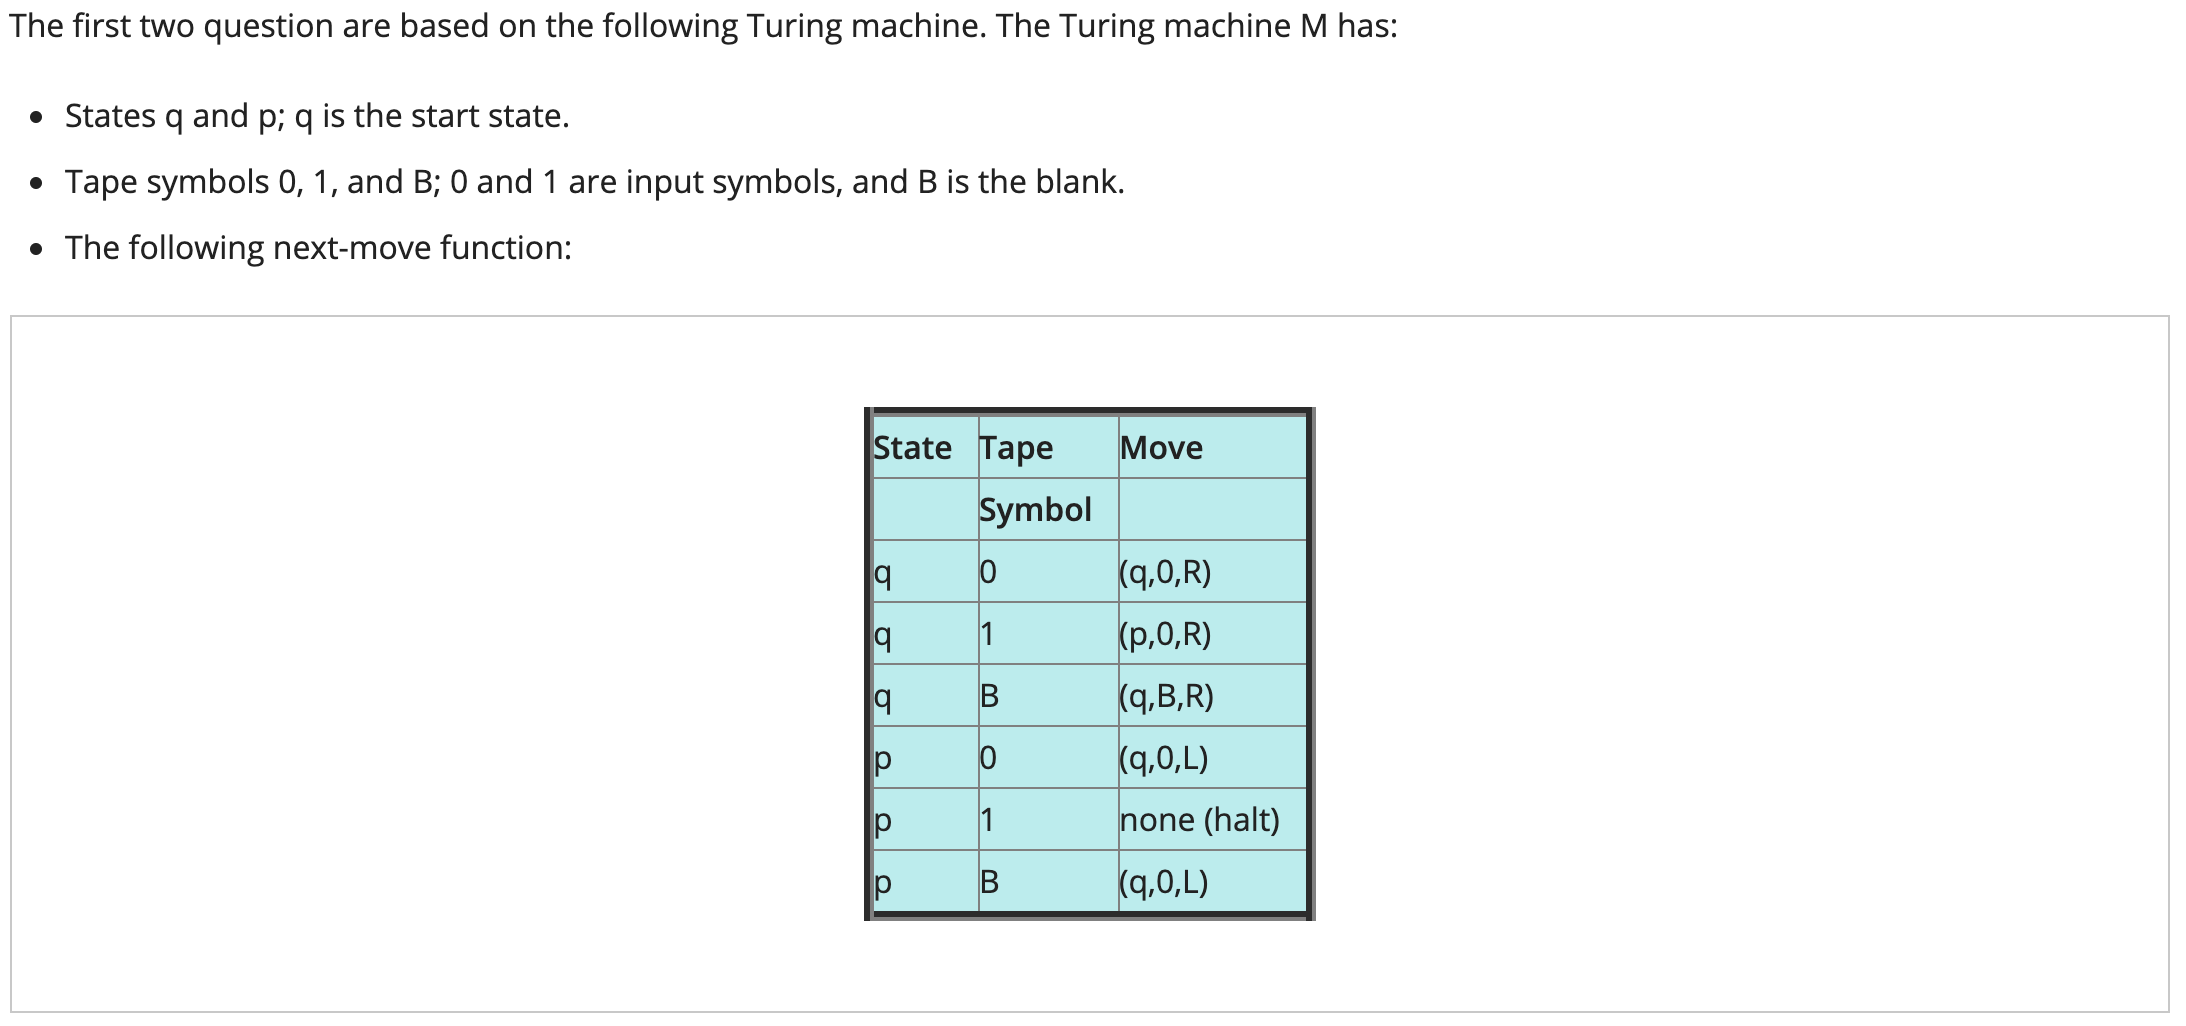 The first two question are based on the following Turing machine. The Turing machine M has:
• States q and p; q is the start state.
• Tape symbols 0, 1, and B; 0 and 1 are input symbols, and B is the blank.
• The following next-move function:
State Tape Move
Symbol
q 0 (q,0,R)
q 1 (p,0,R)
q B (q,B,R)
p 0 (q,0,L)
p 1 none (halt)
p B (q,0,L)